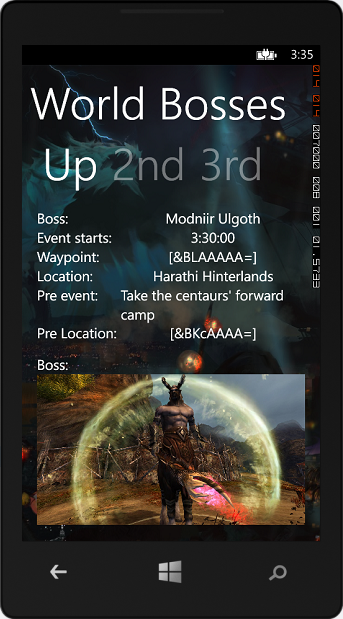 3:35
World Bosses
Up 2nd 3rd
Boss: Modniir Ulgoth
Event starts: 3:30:00
Waypoint: [&BLAAAAA=]
Location: Harathi Hinterlands
Pre event: Take the centaurs' forward
camp
Pre Location: [&BKcAAAA=]
Boss: